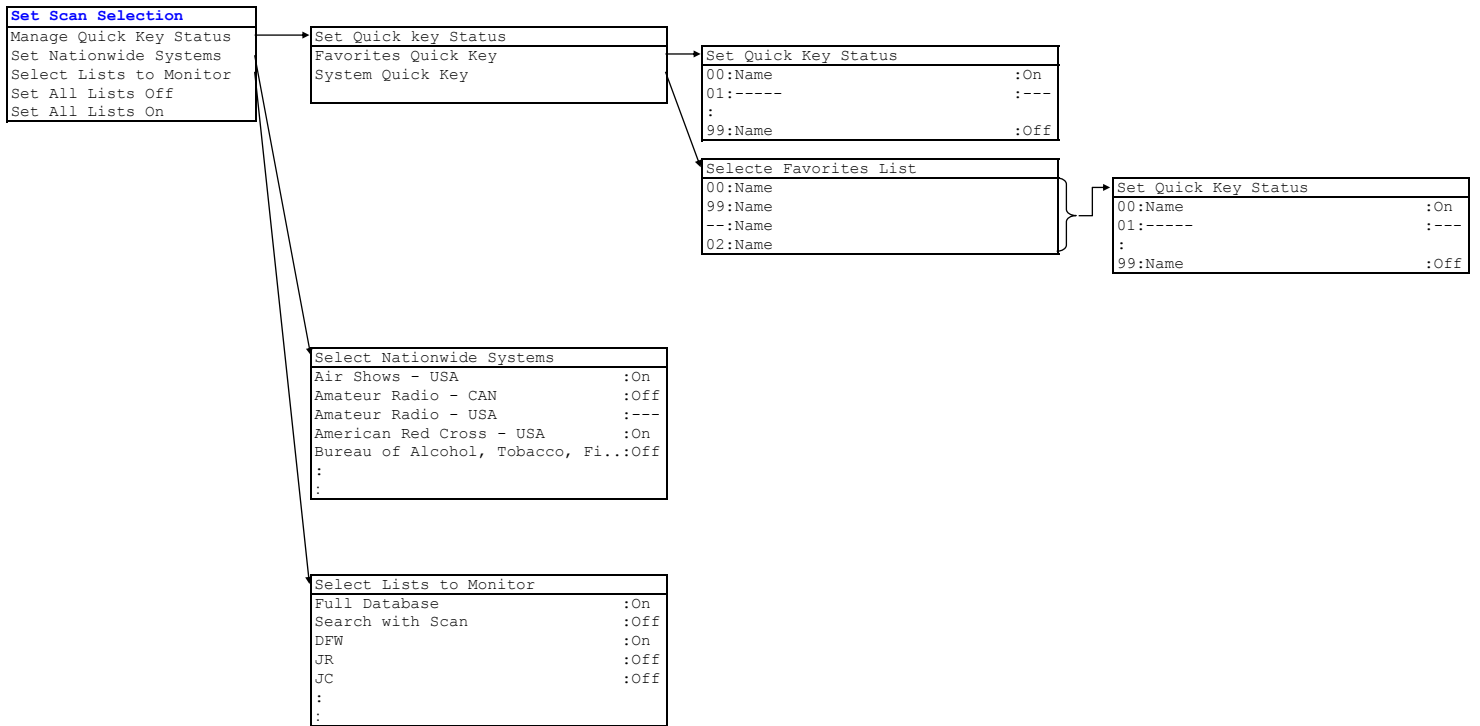 Set Scan Selection
Manage Quick Key Status
Set Nationwide Systems
Select Lists to Monitor
Set All Lists Off
Set All Lists On
Set Quick key Status
Favorites Quick Key
System Quick Key
Set Quick Key Status
00:Name :On
01:----- :---
:
99:Name :Off
Selecte Favorites List
00:Name
99:Name
--:Name
02:Name
Set Quick Key Status
00:Name :On
01:----- :---
:
99:Name :Off
Select Nationwide Systems
Air Shows - USA :On
Amateur Radio - CAN :Off
Amateur Radio - USA :---
American Red Cross - USA :On
Bureau of Alcohol, Tobacco, Fi..:Off
:
:
Select Lists to Monitor
Full Database :On
Search with Scan :Off
DFW :On
JR :Off
JC :Off
:
: